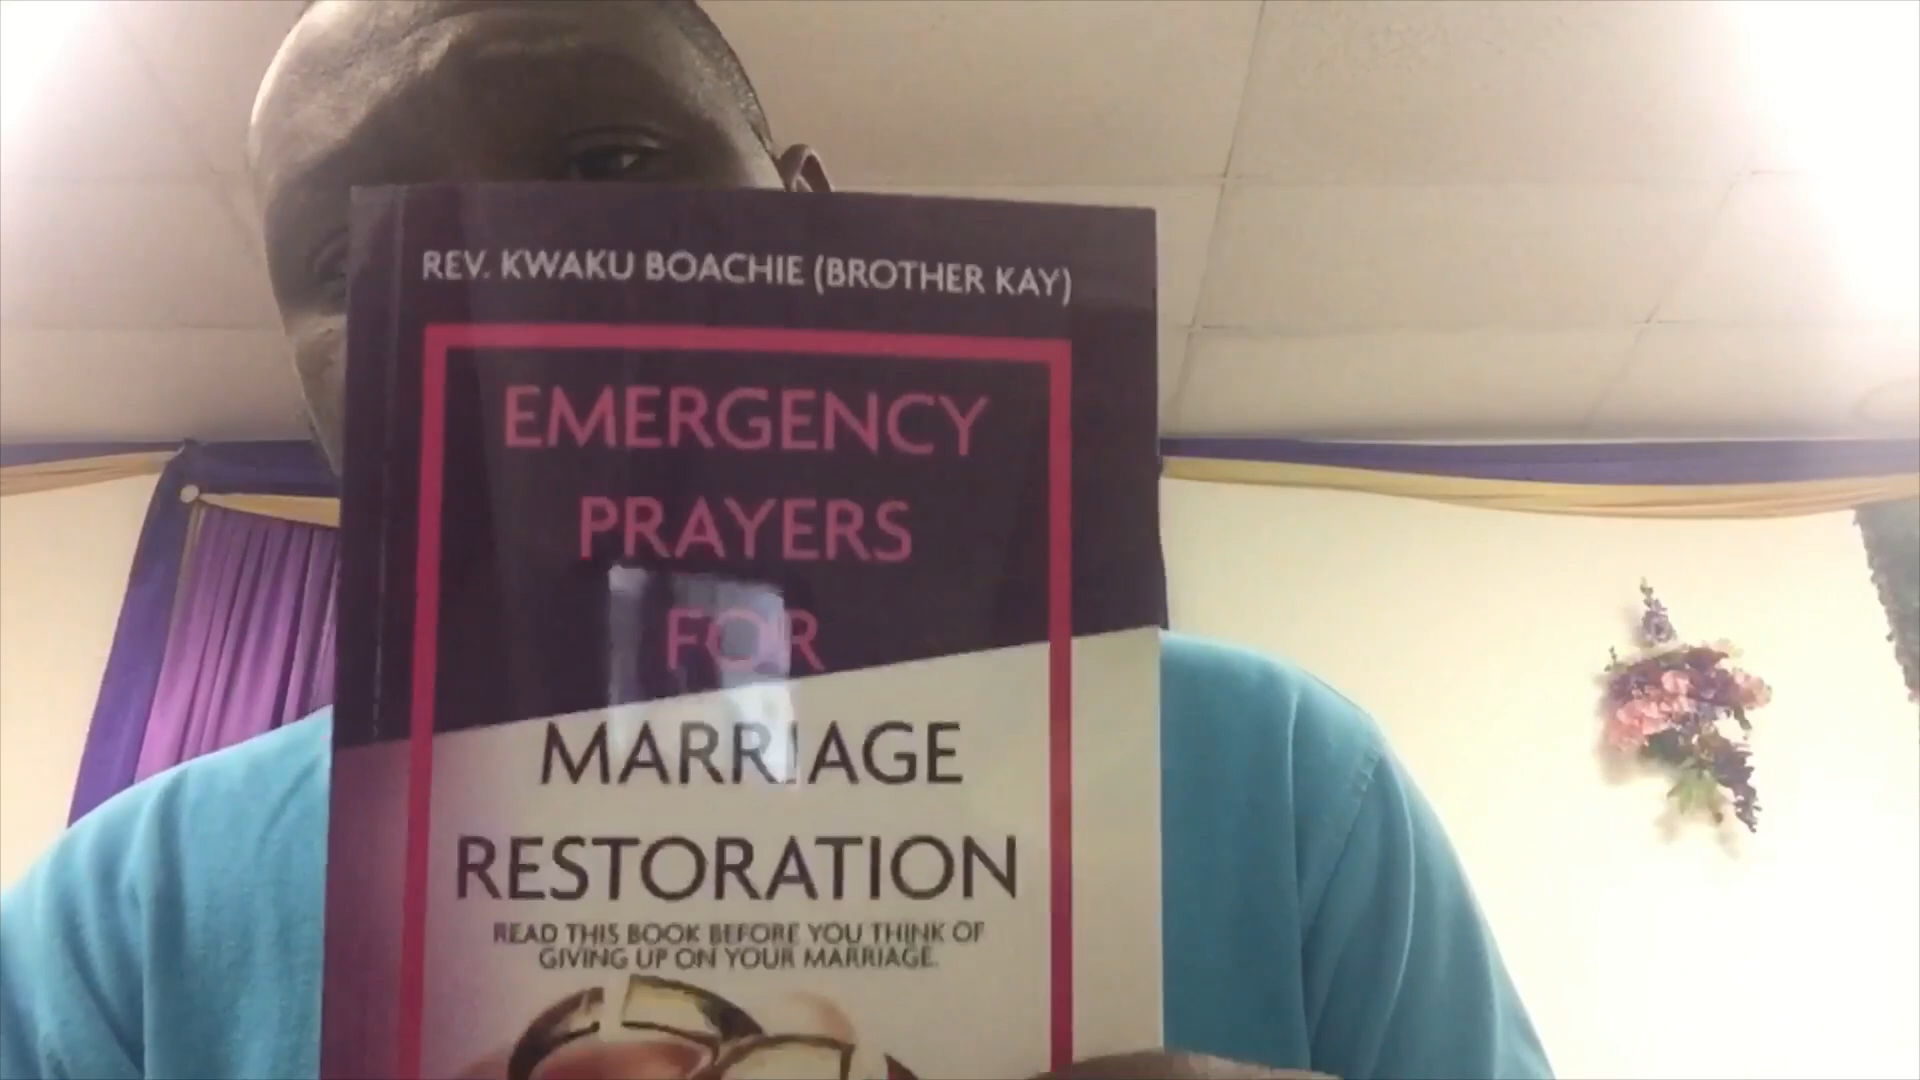 REV. KWAKU BOACHIE (BROTHER KAY)
EMERGENCY
PRAYERS
FOR
MARRIAGE
RESTORATION
READ THIS BOOK BEFORE YOU THINK OF
GIVING UP ON YOUR MARRIAGE.